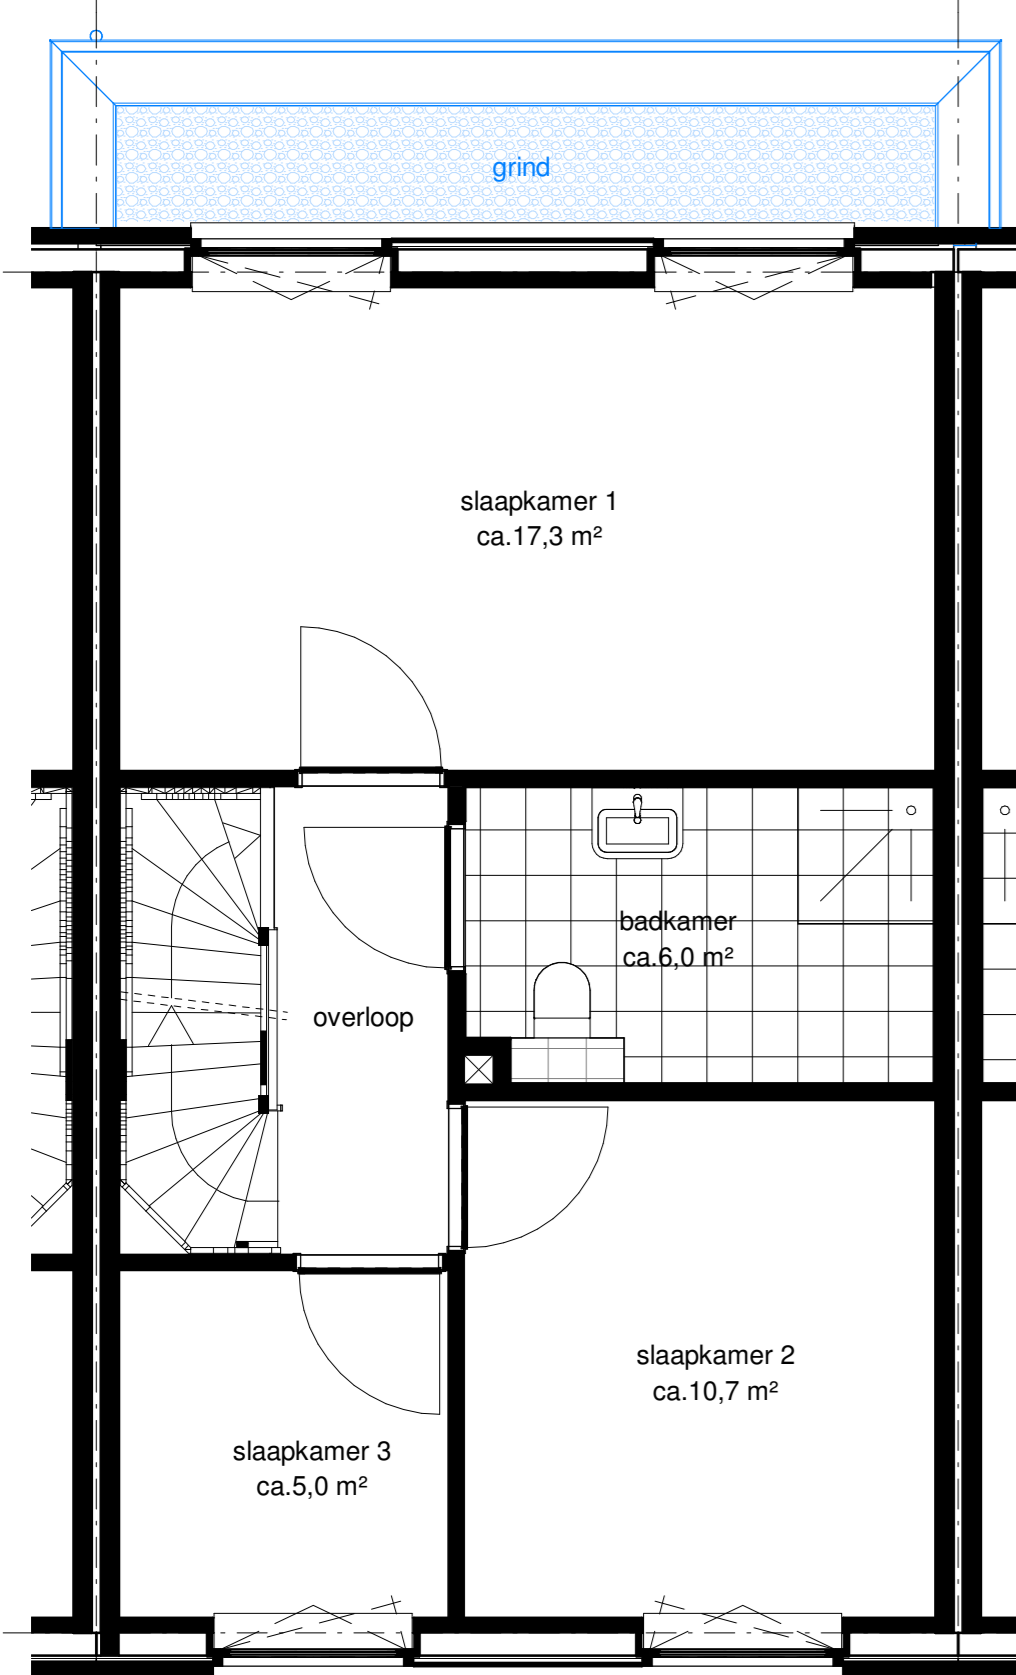 grind
slaapkamer 1
ca.17,3 m²
badkamer
ca.6,0 m²
overloop
slaapkamer 2
ca.10,7 m²
slaapkamer 3
ca.5,0 m²